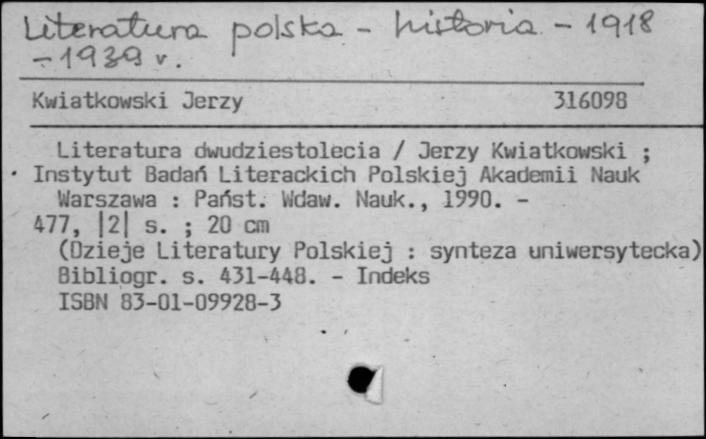 Literatura polska - historia - 1918
- 1939 r.
Kwiatkowski Jerzy 316098
Literatura dwudziestolecia / Jerzy Kwiatkowski ;
Instytut Badań Literackich Polskiej Akademii Nauk
Warszawa : Państ. Wdaw. Nauk., 1990. -
477, |2| s. ; 20 cm
(Dzieje Literatury Polskiej : synteza uniwersytecka)
Bibliogr. s. 431-448. - Indeks
ISBN 83-01-09928-3